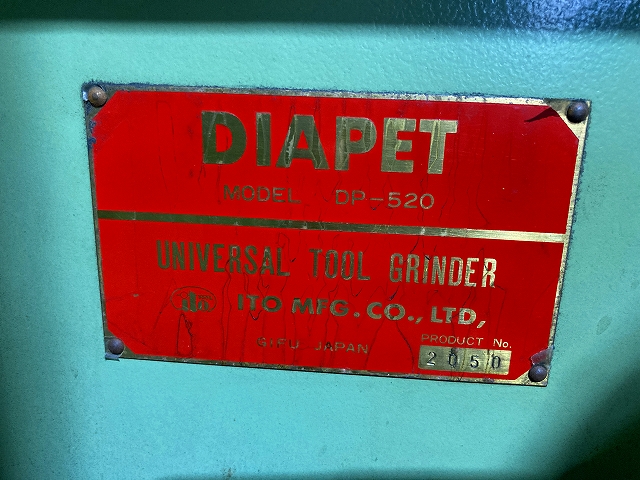 DIAPET
MODEL DP-520
UNIVERSAL TOOL GRINDER
ITO MFG. CO., LTD,
GIFU JAPAN
PRODUCT No.
2050